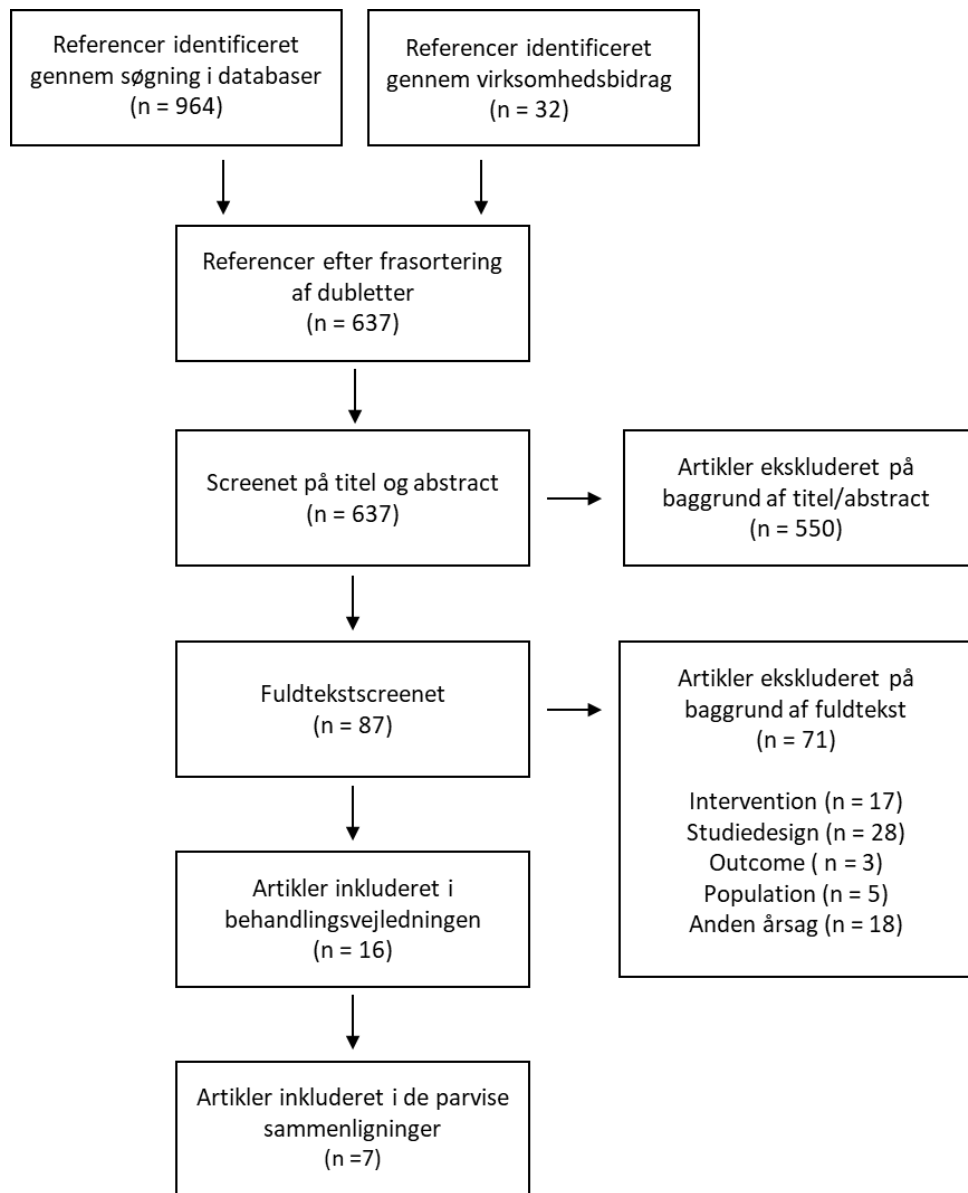 Referencer identificeret
gennem søgning i databaser
(n = 964)
Referencer identificeret
gennem virksomhedsbidrag
(n = 32)
Referencer efter frasortering
af dubletter
(n = 637)
Screenet på titel og abstract
(n = 637)
Artikler ekskluderet på
baggrund af titel/abstract
(n = 550)
Fuldtekstscreenet
(n = 87)
Artikler ekskluderet på
baggrund af fuldtekst
(n = 71)
Intervention (n = 17)
Studiedesign (n = 28)
Outcome ( n = 3)
Population (n = 5)
Anden årsag (n = 18)
Artikler inkluderet i
behandlingsvejledningen
(n = 16)
Artikler inkluderet i de parvise
sammenligninger
(n =7)